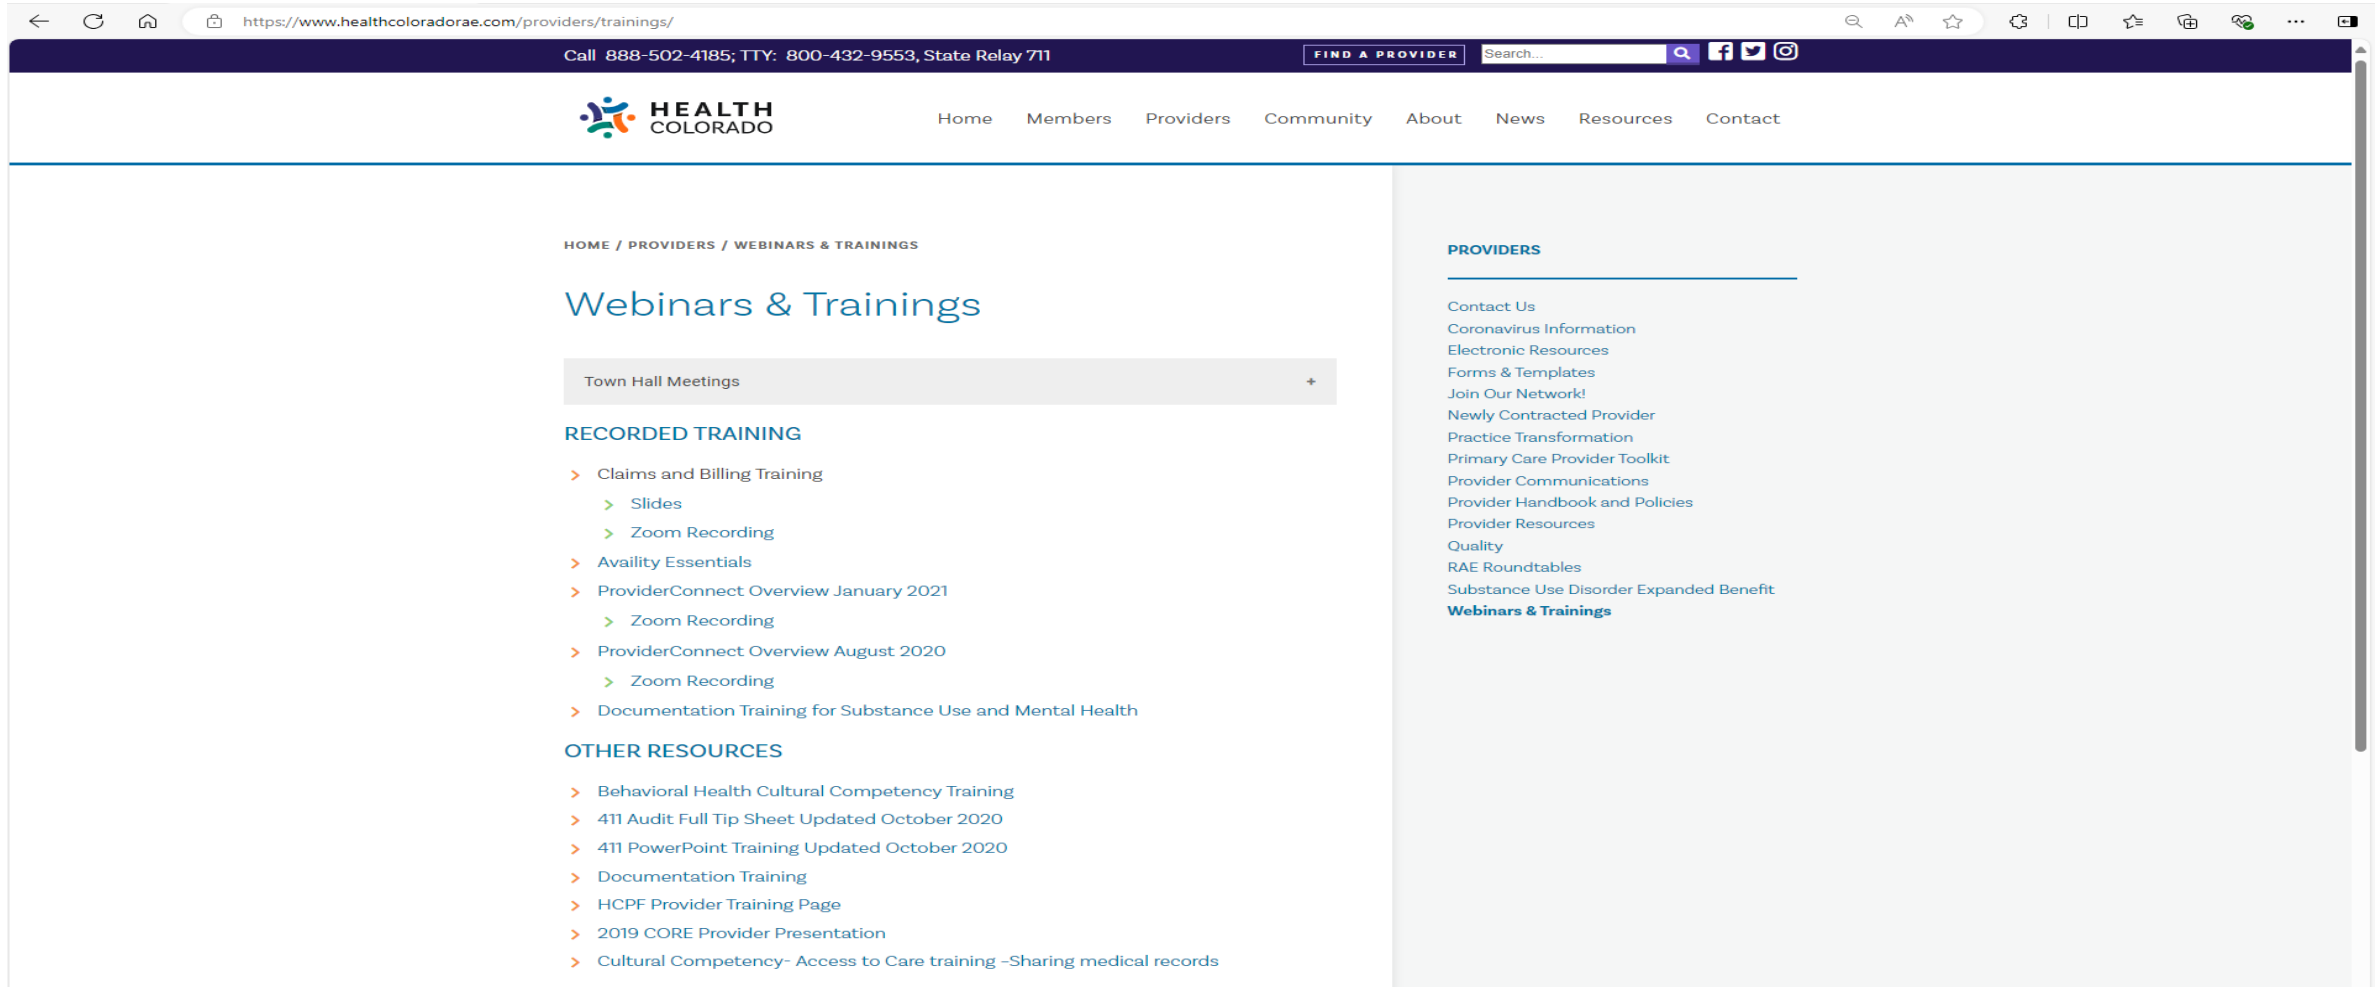 https://www.healthcoloradorae.com/providers/trainings/
Call 888-502-4185; TTY: 800-432-9553, State Relay 711
FIND A PROVIDER
Search...
HEALTH
COLORADO
Home Members Providers Community About News Resources Contact
HOME / PROVIDERS / WEBINARS & TRAININGS
Webinars & Trainings
Town Hall Meetings +
RECORDED TRAINING
Claims and Billing Training
Slides
Zoom Recording
Availity Essentials
ProviderConnect Overview January 2021
Zoom Recording
ProviderConnect Overview August 2020
Zoom Recording
Documentation Training for Substance Use and Mental Health
OTHER RESOURCES
Behavioral Health Cultural Competency Training
411 Audit Full Tip Sheet Updated October 2020
411 PowerPoint Training Updated October 2020
Documentation Training
HCPF Provider Training Page
2019 CORE Provider Presentation
Cultural Competency- Access to Care training –Sharing medical records
PROVIDERS
Contact Us
Coronavirus Information
Electronic Resources
Forms & Templates
Join Our Network!
Newly Contracted Provider
Practice Transformation
Primary Care Provider Toolkit
Provider Communications
Provider Handbook and Policies
Provider Resources
Quality
RAE Roundtables
Substance Use Disorder Expanded Benefit
Webinars & Trainings